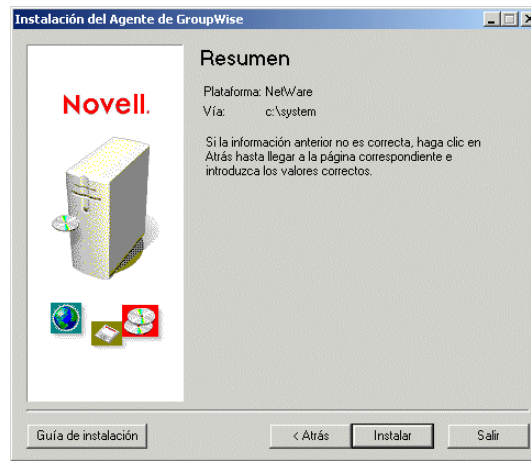 Instalación del Agente de GroupWise
Novell.
Resumen
Plataforma: NetWare
Vía: c:\system
Si la información anterior no es correcta, haga clic en
Atrás hasta llegar a la página correspondiente e
introduzca los valores correctos.
Guía de instalación
< Atrás
Instalar
Salir